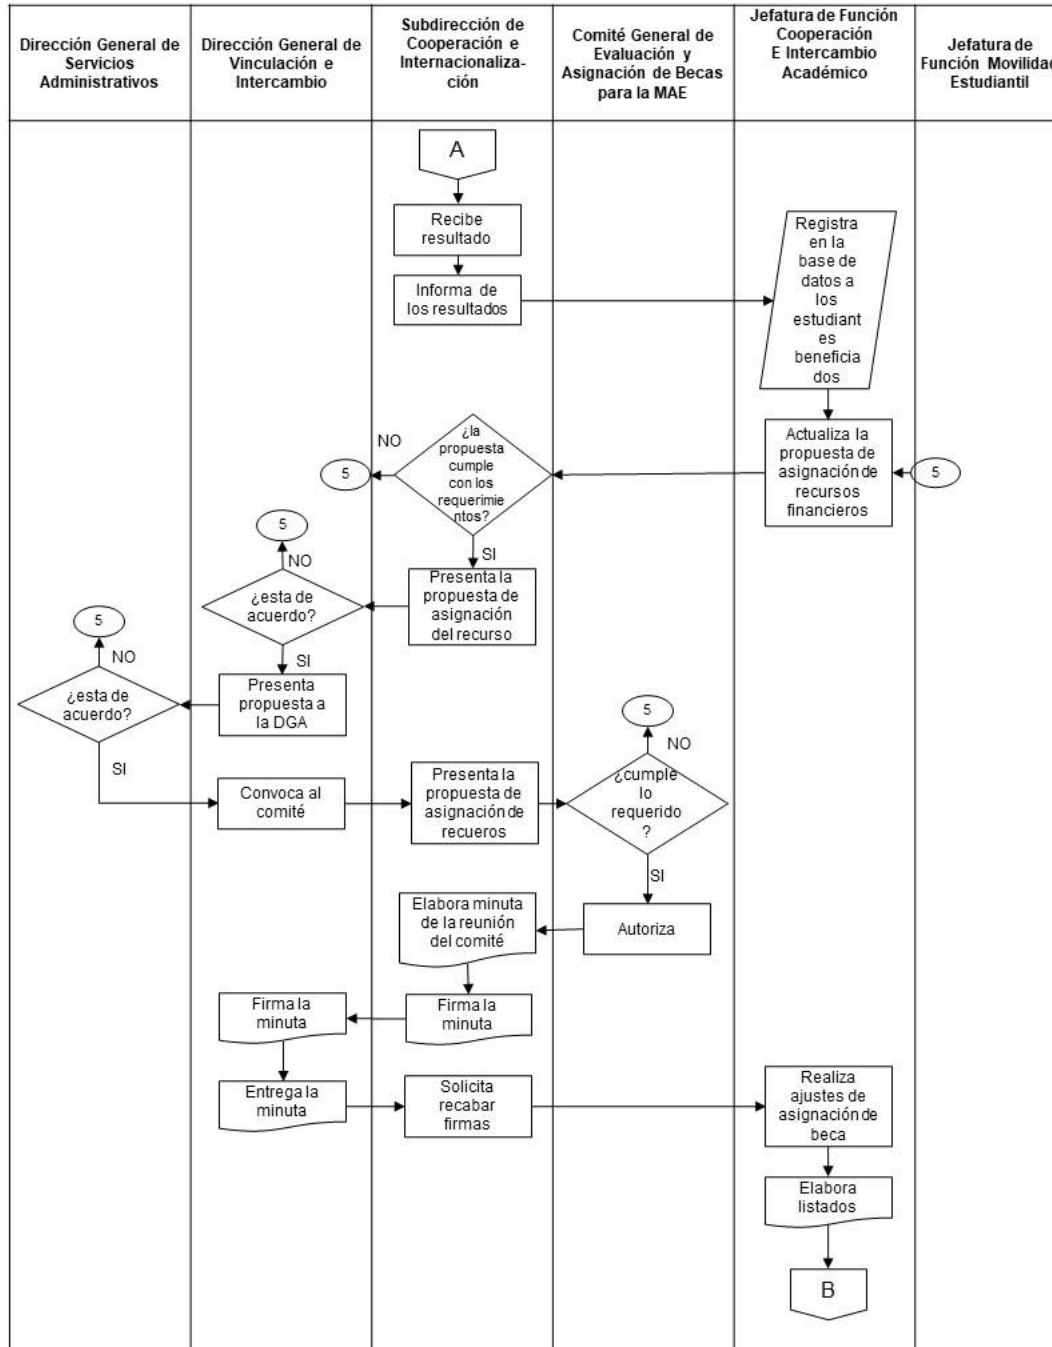 Dirección General de
Servicios
Administrativos
Dirección General de
Vinculación e
Intercambio
Subdirección de
Cooperación e
Internacionaliza-
ción
Comité General de
Evaluación y
Asignación de Becas
para la MAE
Jefatura de Función
Cooperación
E Intercambio
Académico
Jefatura de
Función Movilidad
Estudiantil
A
Recibe
resultado
Informa de
los resultados
Registra
en la
base de
datos a
los
estudiant
es
beneficia
dos
Actualiza la
propuesta de
asignación de
recursos
financieros
5
¿la
propuesta
cumple
con los
requerimie
ntos?
NO
5
SI
Presenta la
propuesta de
asignación
del recurso
5
NO
¿esta de
acuerdo?
SI
Presenta
propuesta a
la DGA
5
NO
¿esta de
acuerdo?
SI
Convoca al
comité
Presenta la
propuesta de
asignación de
recueros
5
NO
¿cumple
lo
requerido
?
SI
Autoriza
Elabora minuta
de la reunión
del comité
Firma la
minuta
Firma la
minuta
Entrega la
minuta
Solicita
recabar
firmas
Realiza
ajustes de
asignación de
beca
Elabora
listados
B